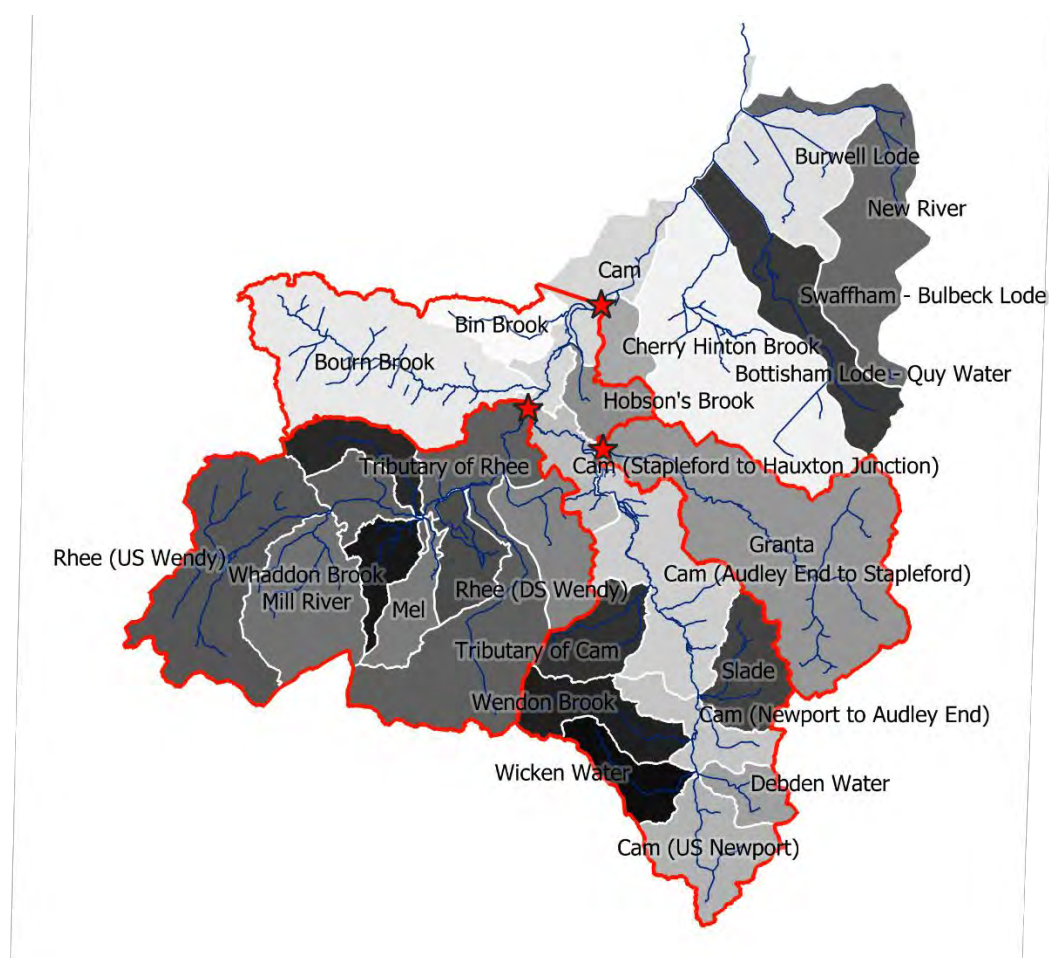 Burwell Lode
New River
Cam
Swaffham - Bulbeck Lode
Bin Brook
Cherry Hinton Brook
Bourn Brook
Bottisham Lode - Quy Water
Hobson's Brook
Tributary of Rhee
Cam (Stapleford to Hauxton Junction)
Granta
Rhee (US Wendy)
Whaddon Brook
Cam (Audley End to Stapleford)
Rhee (DS Wendy)
Mill River
Mel
Tributary of Cam
Slade
Wendon Brook
Cam (Newport to Audley End)
Wicken Water
Debden Water
Cam (US Newport)